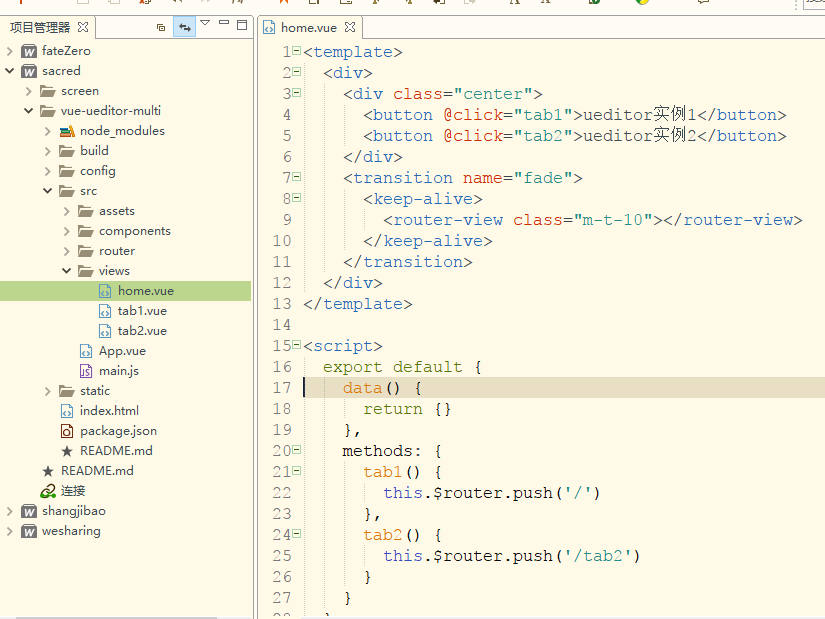 项目管理器
home.vue
fateZero
sacred
screen
vue-ueditor-multi
node_modules
build
config
src
assets
components
router
views
home.vue
tab1.vue
tab2.vue
App.vue
main.js
static
index.html
package.json
README.md
README.md
连接
shangjibao
wesharing
1 <template>
2   <div>
3     <div class="center">
4       <button @click="tab1">ueditor实例1</button>
5       <button @click="tab2">ueditor实例2</button>
6     </div>
7     <transition name="fade">
8       <keep-alive>
9         <router-view class="m-t-10"></router-view>
10       </keep-alive>
11     </transition>
12   </div>
13 </template>
14
15 <script>
16   export default {
17     data() {
18       return {}
19     },
20     methods: {
21       tab1() {
22         this.$router.push('/')
23       },
24       tab2() {
25         this.$router.push('/tab2')
26       }
27     }